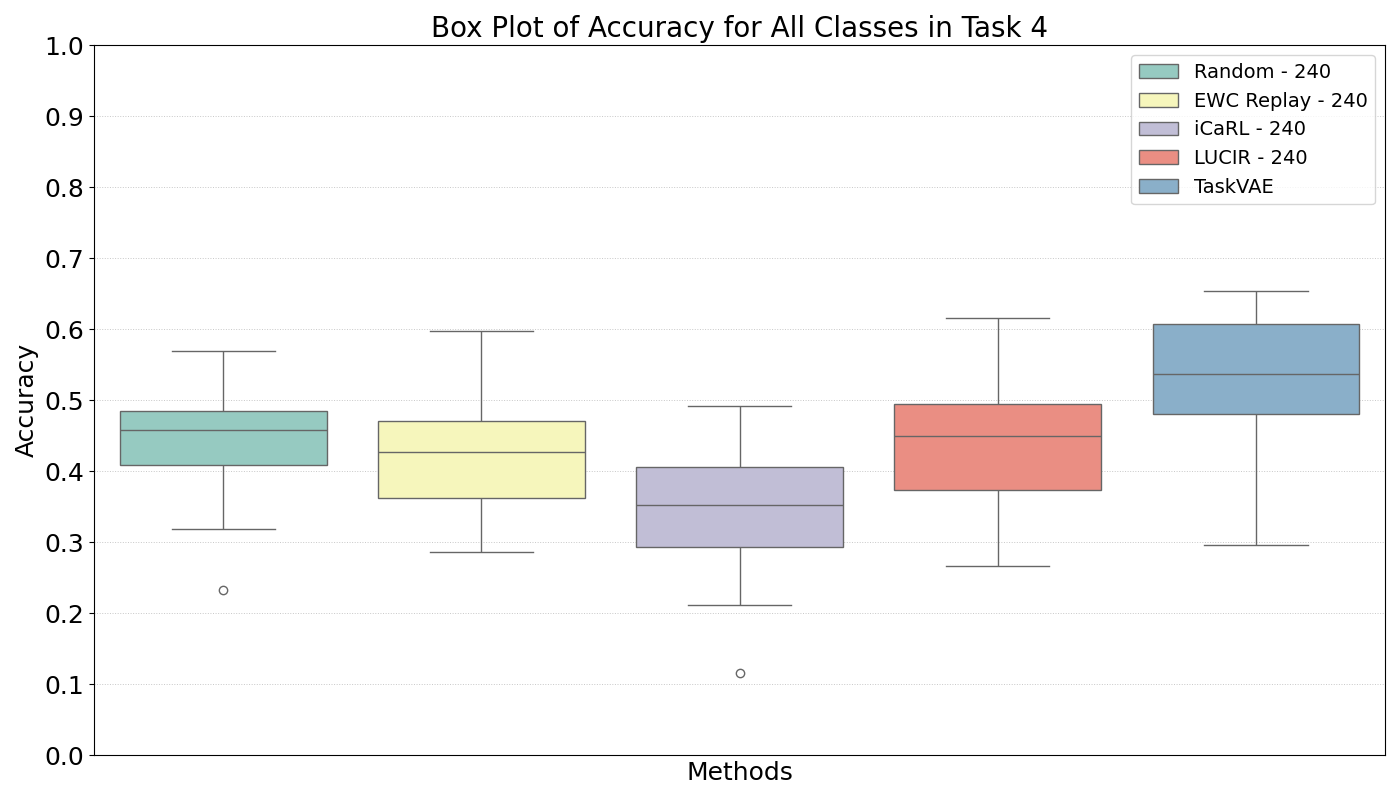 Box Plot of Accuracy for All Classes in Task 4
1.0
0.9
0.8
0.7
0.6
0.5
0.4
0.3
0.2
0.1
0.0
Accuracy
Methods
Random - 240
EWC Replay - 240
iCaRL - 240
LUCIR - 240
TaskVAE